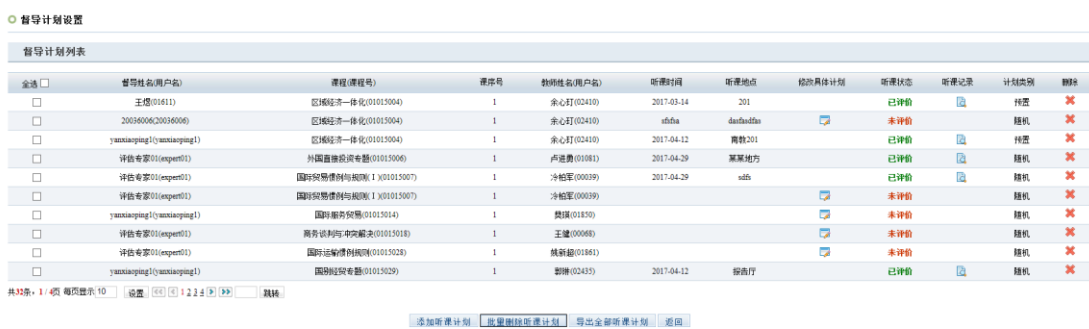 督导计划设置
督导计划列表
全选 督导姓名(用户名) 课程(课程号) 课序号 教师姓名(用户名) 听课时间 听课地点 修改具体计划 听课状态 听课记录 计划类别 删除
王熠(01611) 区域经济一体化(01015004) 1 余心玎(02410) 2017-03-14 201 已评价 预置
20036006(20036006) 区域经济一体化(01015004) 1 余心玎(02410) sfsfsa dasfasdfas 未评价 随机
yanxiaoping1(yanxiaoping1) 区域经济一体化(01015004) 1 余心玎(02410) 2017-04-12 商教201 已评价 预置
评估专家01(expert01) 外国直接投资专题(01015006) 1 卢进勇(01081) 2017-04-29 某某地方 已评价 随机
评估专家01(expert01) 国际贸易惯例与规则(Ⅰ)(01015007) 1 冷柏军(00039) 2017-04-29 sdfs 已评价 随机
评估专家01(expert01) 国际贸易惯例与规则(Ⅰ)(01015007) 1 冷柏军(00039) 未评价 随机
yanxiaoping1(yanxiaoping1) 国际服务贸易(01015014) 1 樊瑛(01850) 未评价 随机
评估专家01(expert01) 商务谈判与冲突解决(01015018) 1 王健(00068) 未评价 随机
评估专家01(expert01) 国际运输惯例规则(01015028) 1 姚新超(01861) 未评价 随机
yanxiaoping1(yanxiaoping1) 国别经贸专题(01015029) 1 郭琳(02435) 2017-04-12 报告厅 已评价 随机
共32条，1 / 4页 每页显示 10 设置 1 2 3 4 跳转
添加听课计划 批量删除听课计划 导出全部听课计划 返回